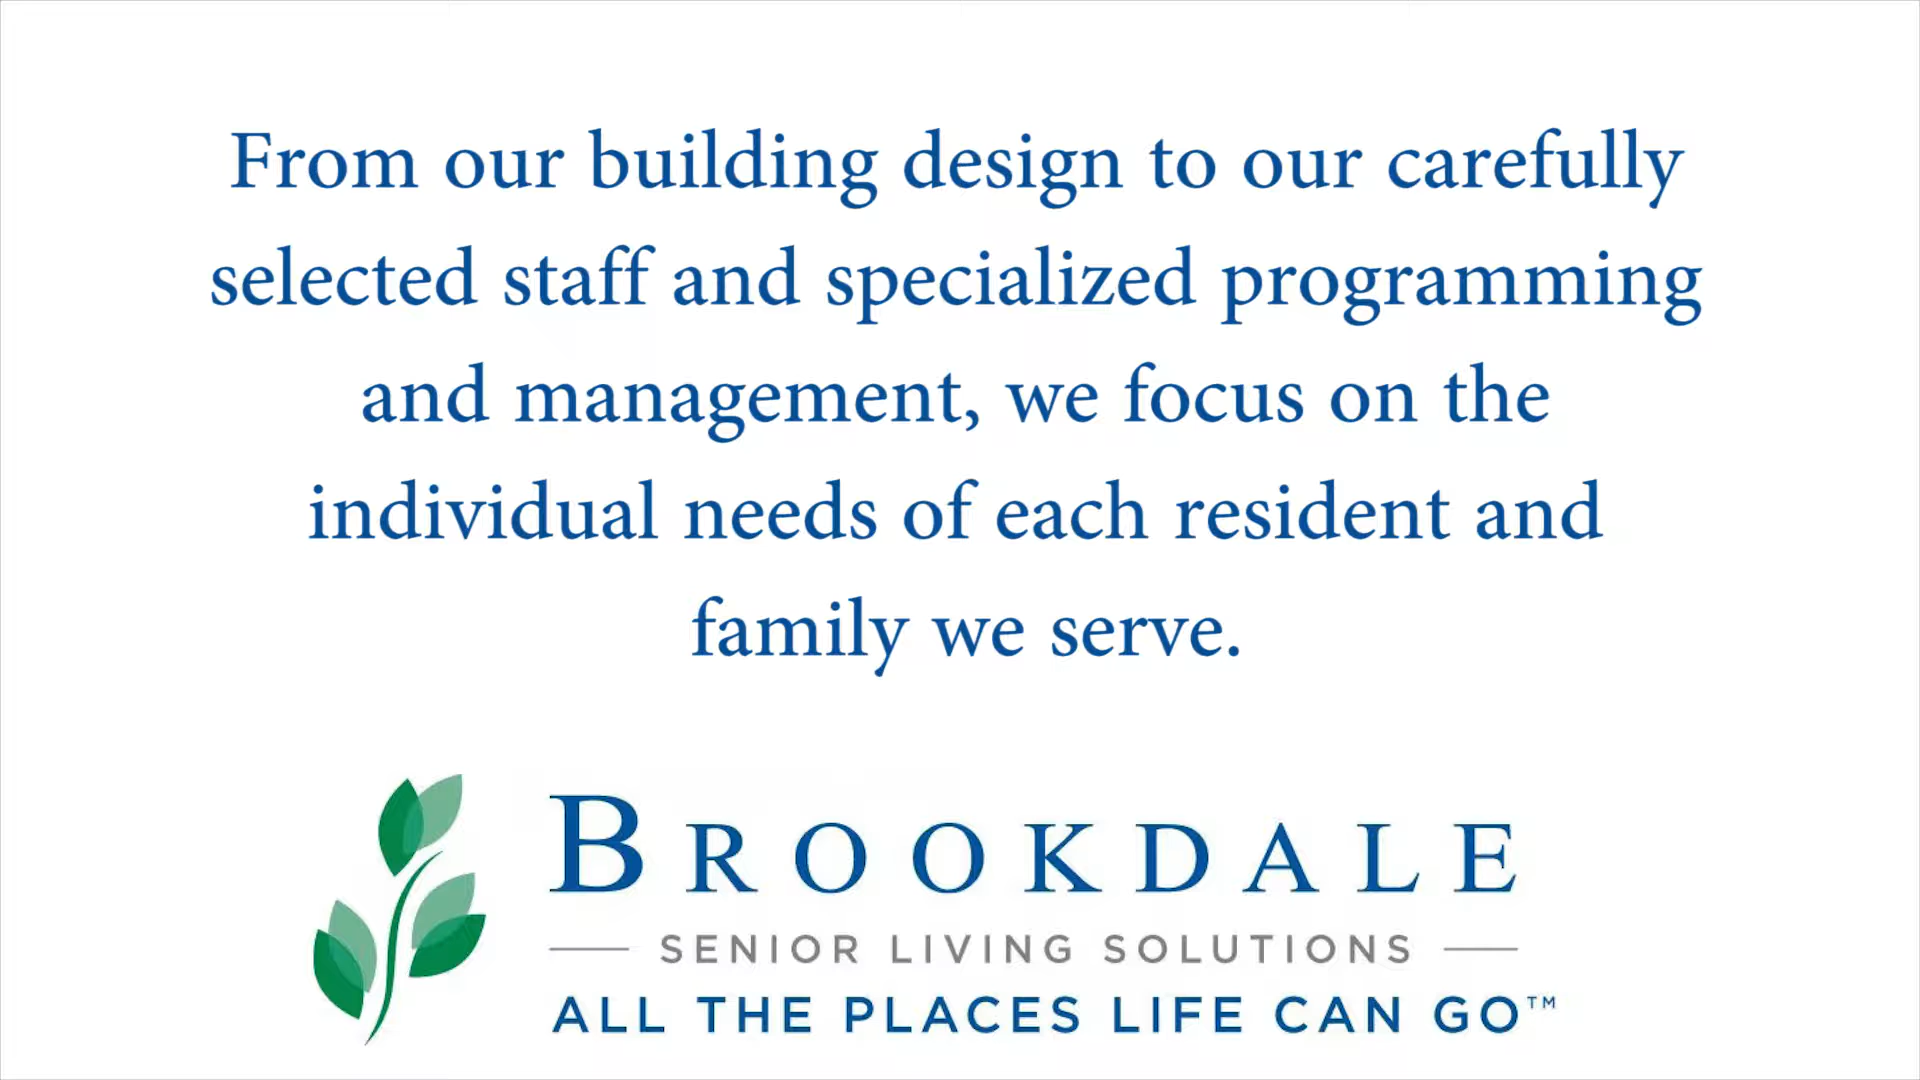 From our building design to our carefully
selected staff and specialized programming
and management, we focus on the
individual needs of each resident and
family we serve.
BROOKDALE
SENIOR LIVING SOLUTIONS
ALL THE PLACES LIFE CAN GO™